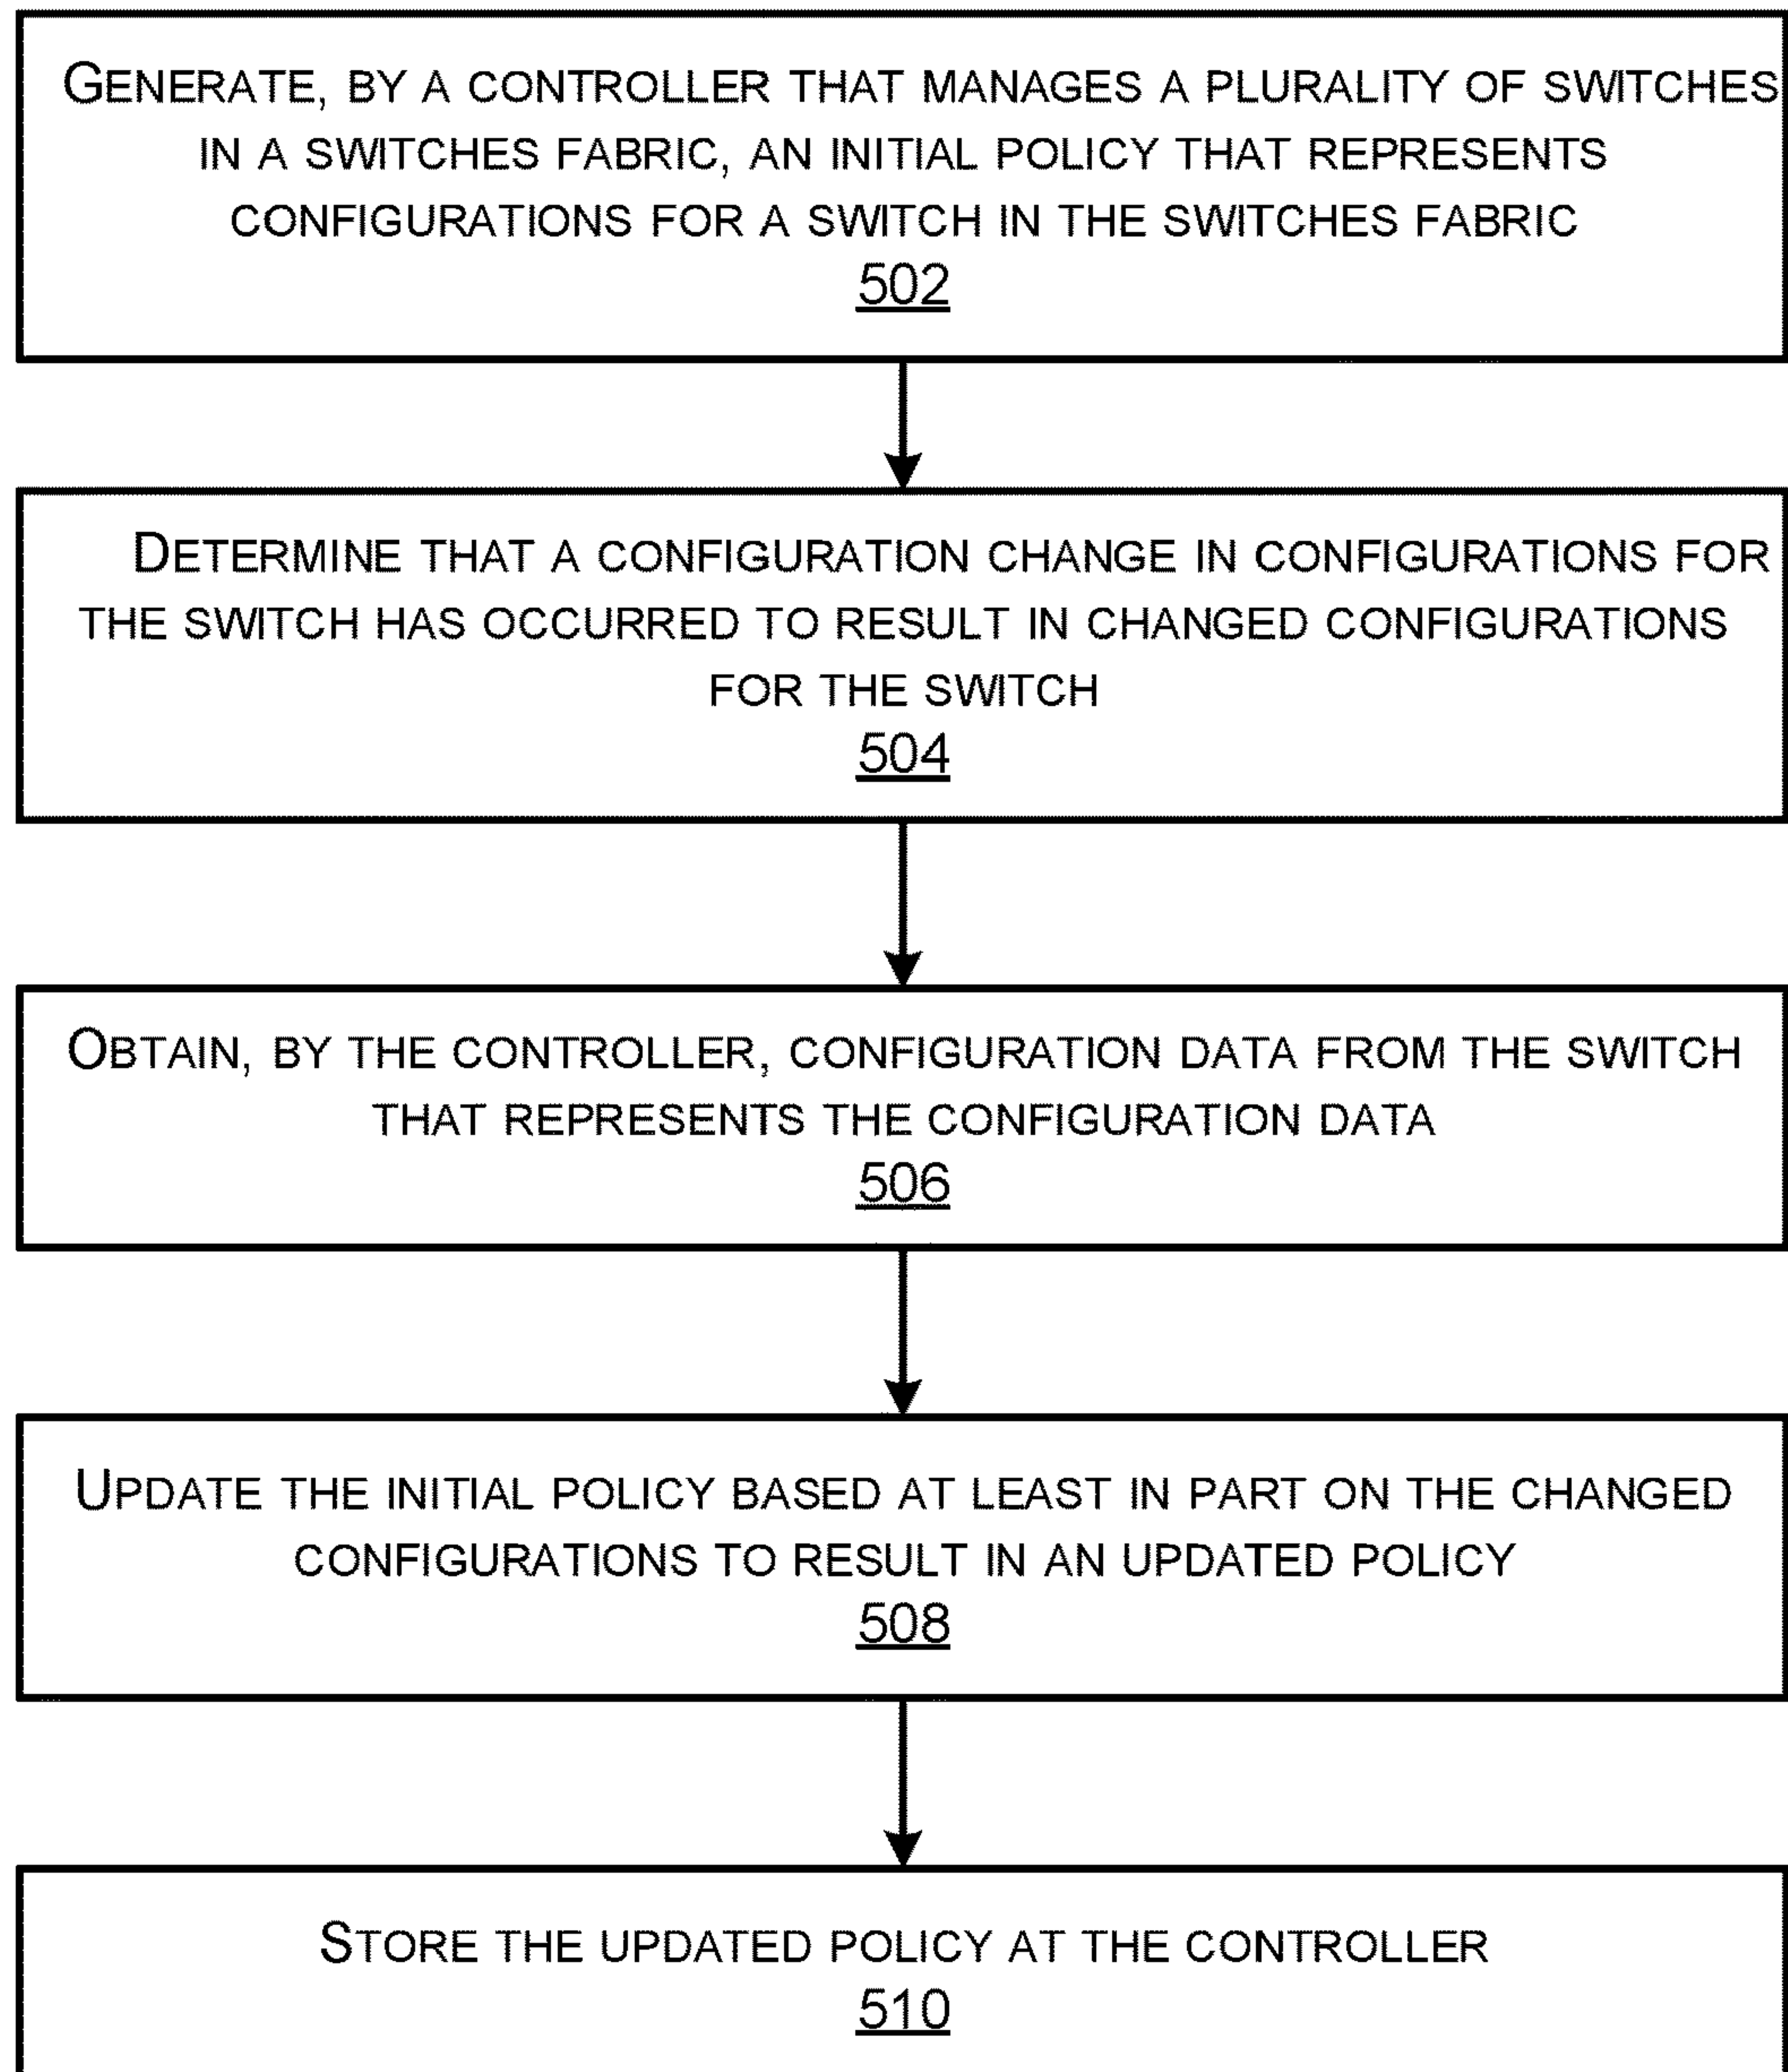 GENERATE, BY A CONTROLLER THAT MANAGES A PLURALITY OF SWITCHES
IN A SWITCHES FABRIC, AN INITIAL POLICY THAT REPRESENTS
CONFIGURATIONS FOR A SWITCH IN THE SWITCHES FABRIC
502
DETERMINE THAT A CONFIGURATION CHANGE IN CONFIGURATIONS FOR
THE SWITCH HAS OCCURRED TO RESULT IN CHANGED CONFIGURATIONS
FOR THE SWITCH
504
OBTAIN, BY THE CONTROLLER, CONFIGURATION DATA FROM THE SWITCH
THAT REPRESENTS THE CONFIGURATION DATA
506
UPDATE THE INITIAL POLICY BASED AT LEAST IN PART ON THE CHANGED
CONFIGURATIONS TO RESULT IN AN UPDATED POLICY
508
STORE THE UPDATED POLICY AT THE CONTROLLER
510